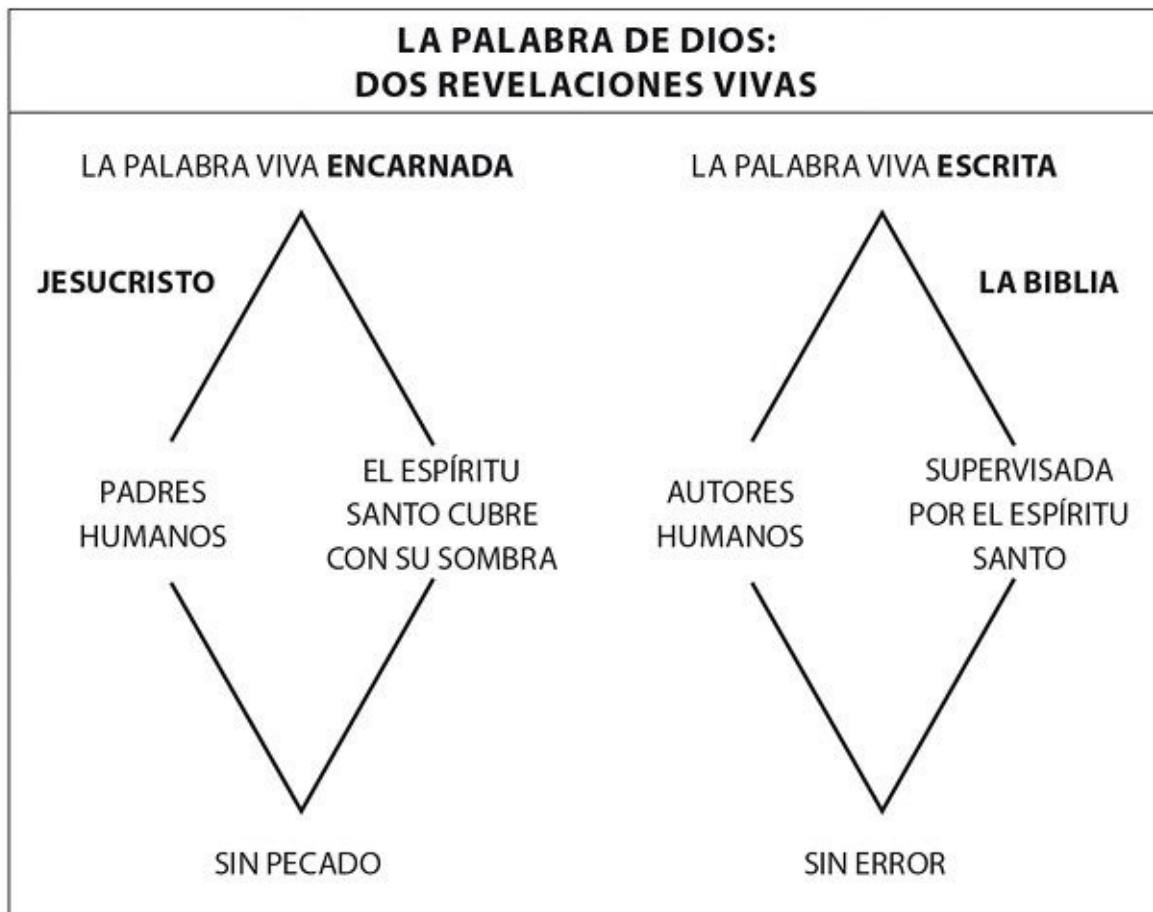 LA PALABRA DE DIOS:
DOS REVELACIONES VIVAS
LA PALABRA VIVA ENCARNADA
JESUCRISTO
PADRES
HUMANOS
EL ESPÍRITU
SANTO CUBRE
CON SU SOMBRA
SIN PECADO
LA PALABRA VIVA ESCRITA
LA BIBLIA
AUTORES
HUMANOS
SUPERVISADA
POR EL ESPÍRITU
SANTO
SIN ERROR